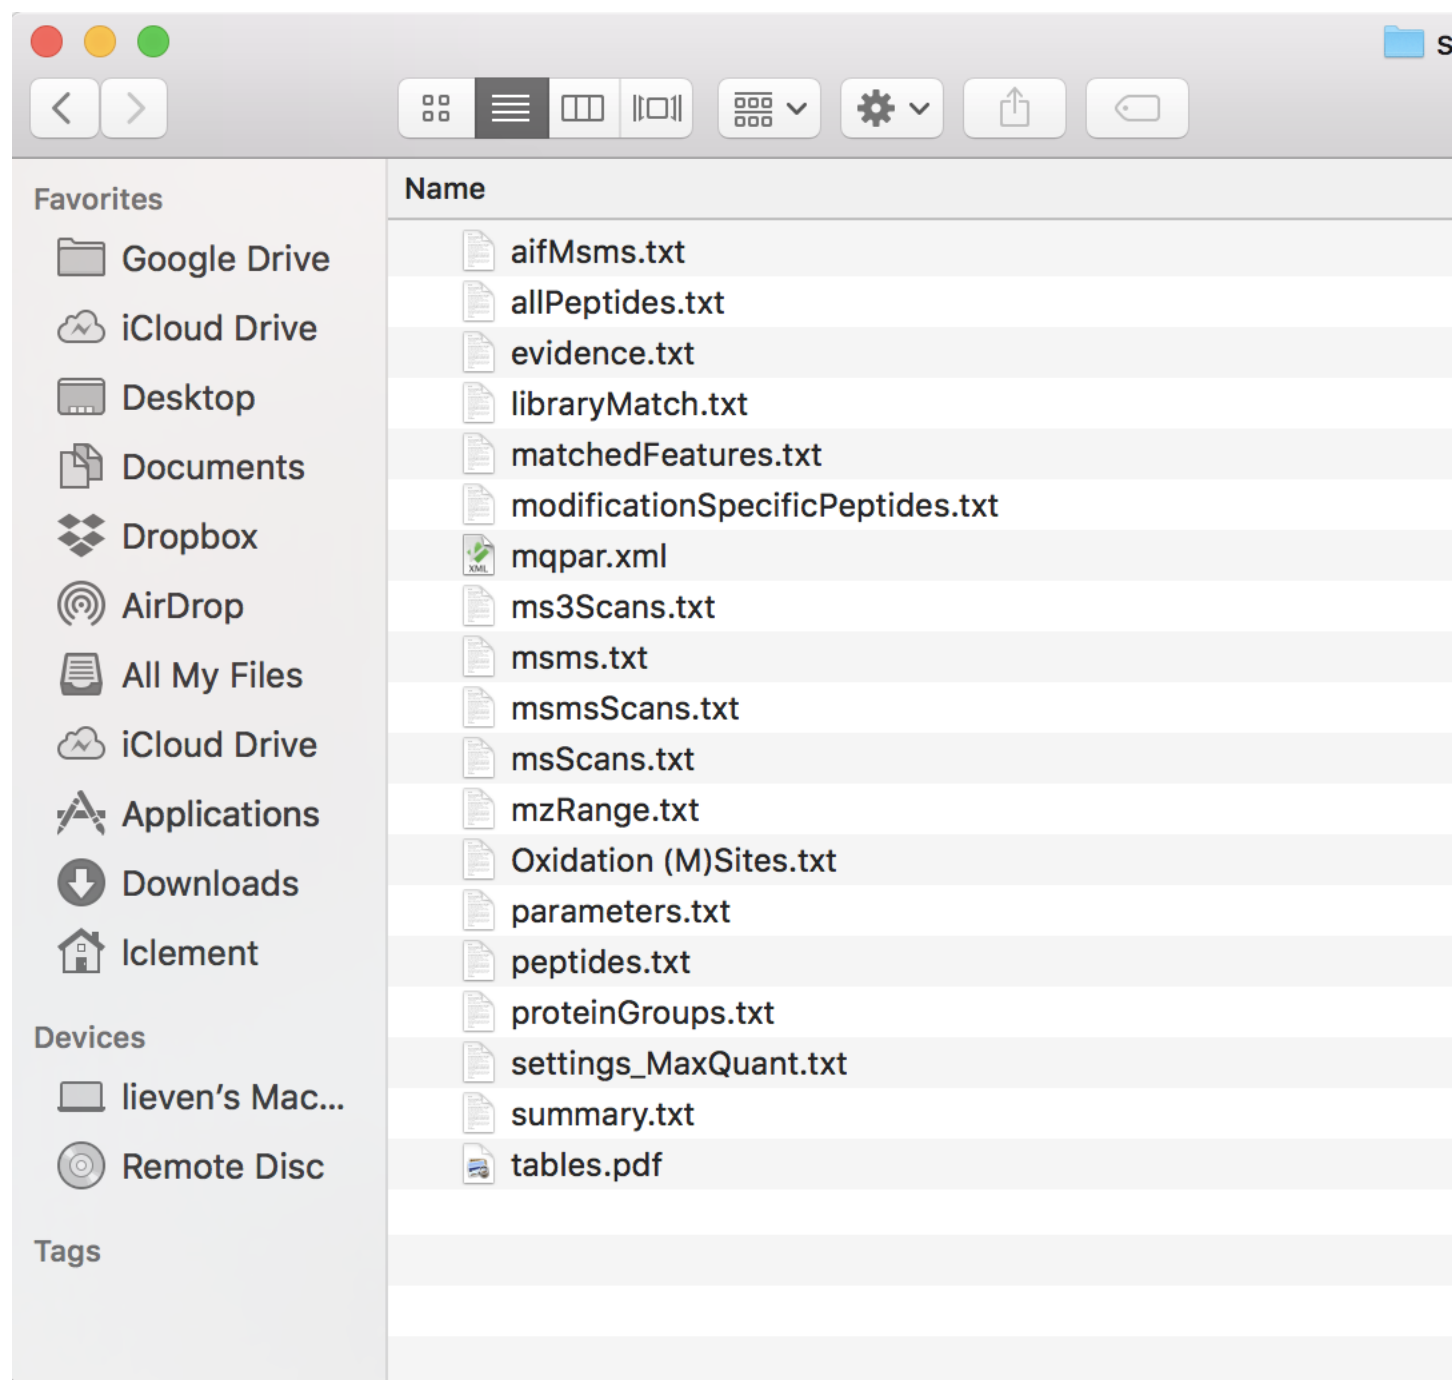 s
Favorites
Google Drive
iCloud Drive
Desktop
Documents
Dropbox
AirDrop
All My Files
iCloud Drive
Applications
Downloads
lclement
Devices
lieven's Mac...
Remote Disc
Tags
Name
aifMsms.txt
allPeptides.txt
evidence.txt
libraryMatch.txt
matchedFeatures.txt
modificationSpecificPeptides.txt
XML mqpar.xml
ms3Scans.txt
msms.txt
msmsScans.txt
msScans.txt
mzRange.txt
Oxidation (M)Sites.txt
parameters.txt
peptides.txt
proteinGroups.txt
settings_MaxQuant.txt
summary.txt
tables.pdf